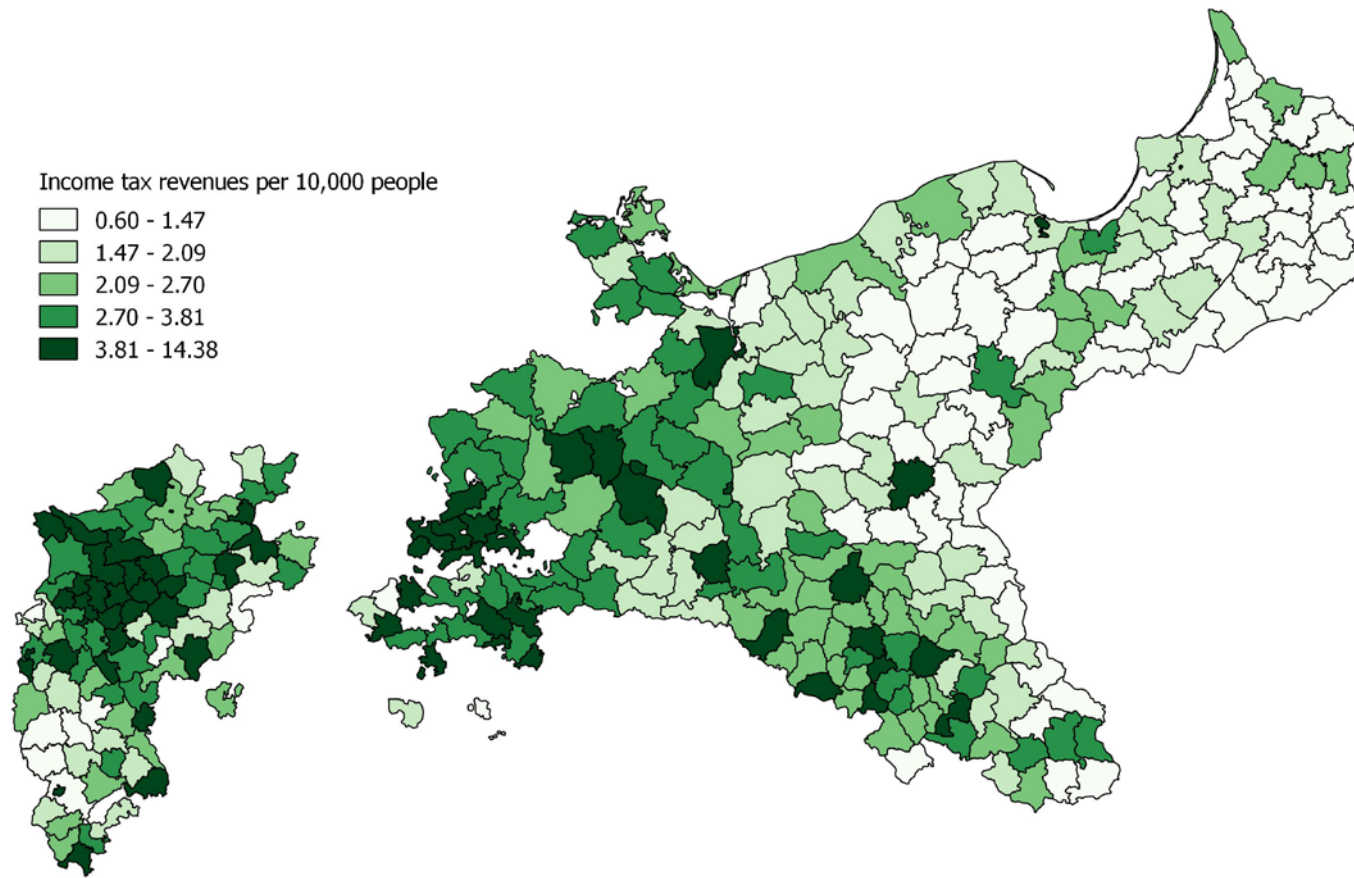 Income tax revenues per 10,000 people
0.60 - 1.47
1.47 - 2.09
2.09 - 2.70
2.70 - 3.81
3.81 - 14.38